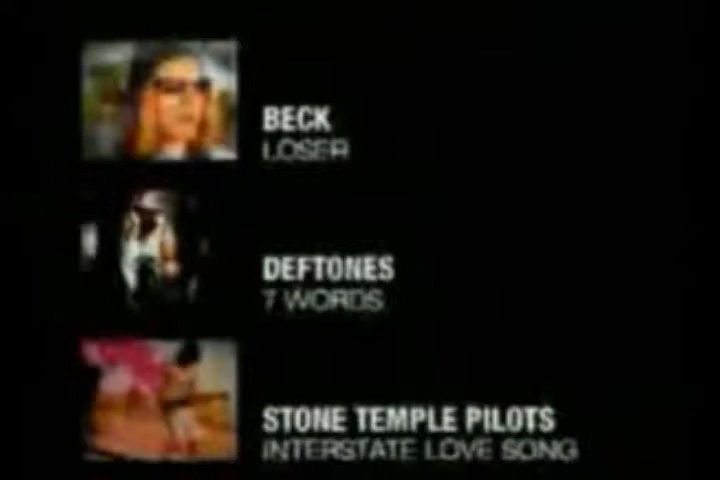 BECK
LOSER
DEFTONES
7 WORDS
STONE TEMPLE PILOTS
INTERSTATE LOVE SONG